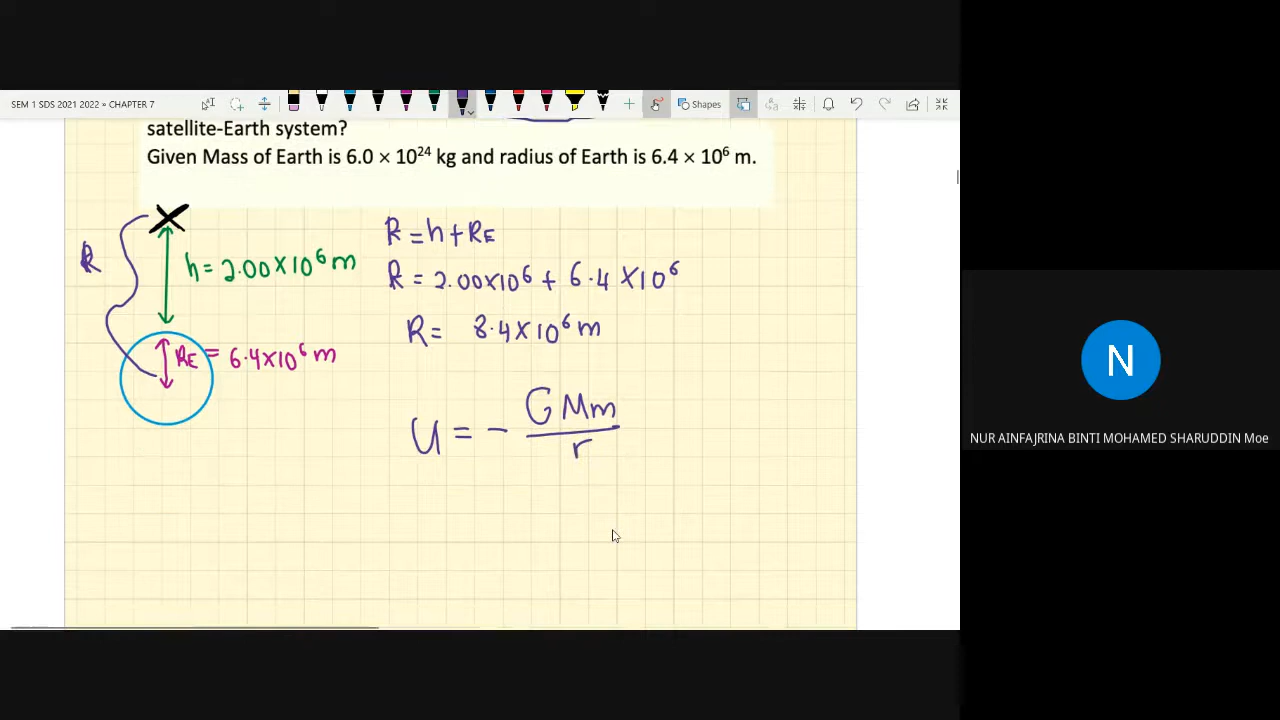 SEM 1 SDS 2021 2022 » CHAPTER 7
Shapes
satellite-Earth system?
Given Mass of Earth is 6.0 × 10²⁴ kg and radius of Earth is 6.4 × 10⁶ m.
R
h = 2.00×10⁶ m
R_E = 6.4×10⁶ m
R = h + R_E
R = 2.00×10⁶ + 6.4 ×10⁶
R = 8.4×10⁶ m
U = - GMm/r
N
NUR AINFAJRINA BINTI MOHAMED SHARUDDIN Moe